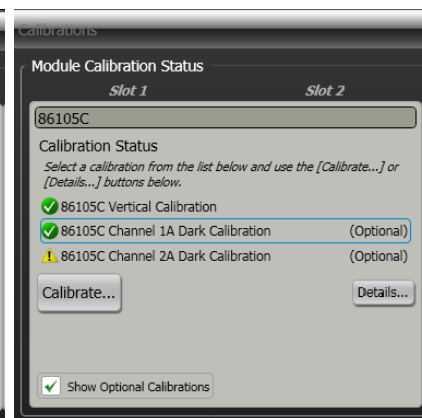 Calibrations
Module Calibration Status
Slot 1 Slot 2
86105C
Calibration Status
Select a calibration from the list below and use the [Calibrate...] or
[Details...] buttons below.
86105C Vertical Calibration
86105C Channel 1A Dark Calibration (Optional)
86105C Channel 2A Dark Calibration (Optional)
Calibrate... Details...
Show Optional Calibrations